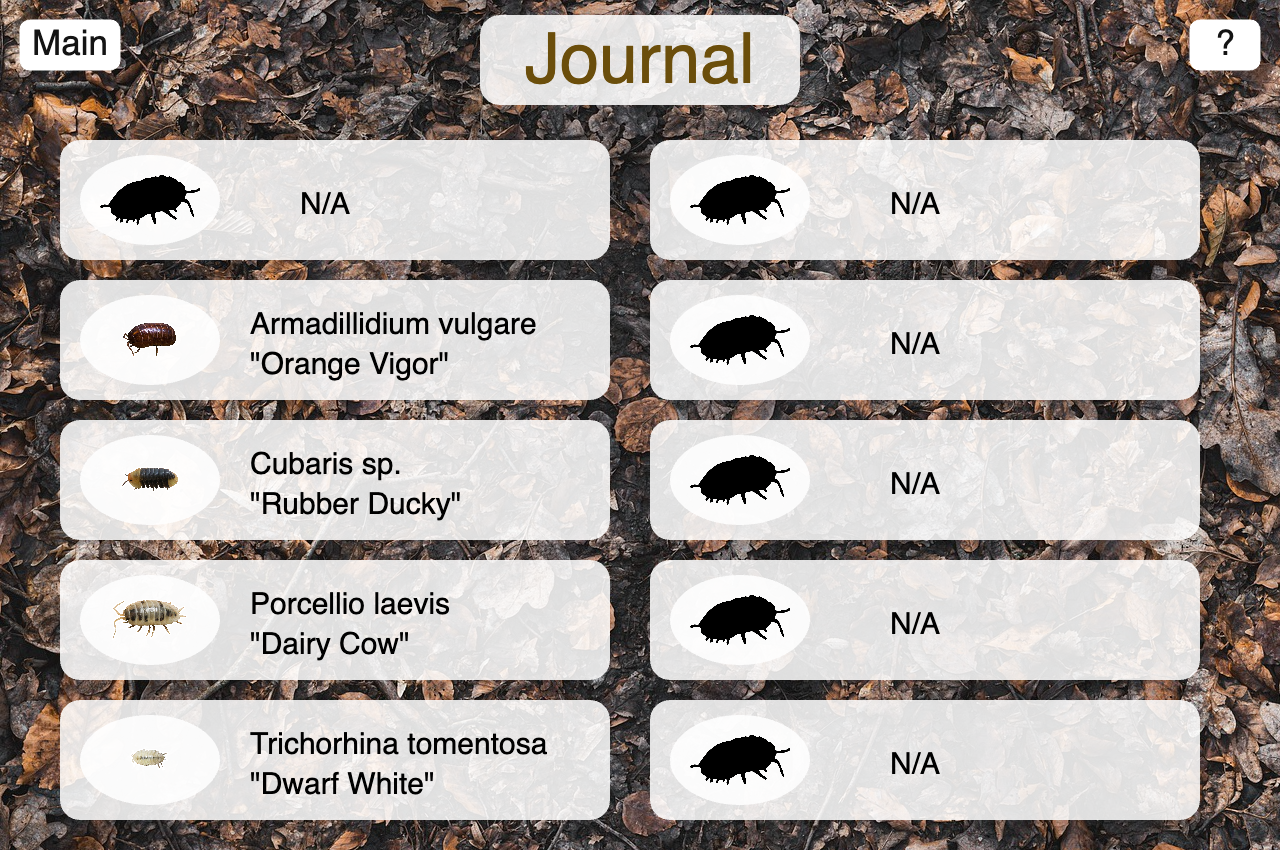 Main
Journal
?
N/A
N/A
Armadillidium vulgare
"Orange Vigor"
N/A
Cubaris sp.
"Rubber Ducky"
N/A
Porcellio laevis
"Dairy Cow"
N/A
Trichorhina tomentosa
"Dwarf White"
N/A